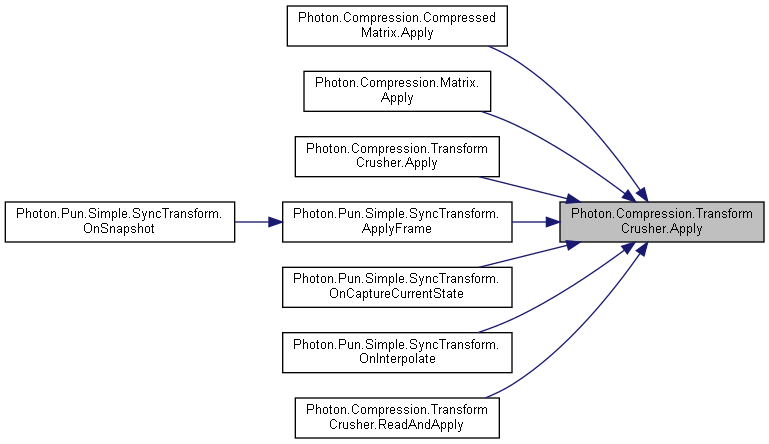 Photon.Compression.Compressed
Matrix.Apply
Photon.Compression.Matrix.
Apply
Photon.Compression.Transform
Crusher.Apply
Photon.Pun.Simple.SyncTransform.
OnSnapshot
Photon.Pun.Simple.SyncTransform.
ApplyFrame
Photon.Compression.Transform
Crusher.Apply
Photon.Pun.Simple.SyncTransform.
OnCaptureCurrentState
Photon.Pun.Simple.SyncTransform.
OnInterpolate
Photon.Compression.Transform
Crusher.ReadAndApply